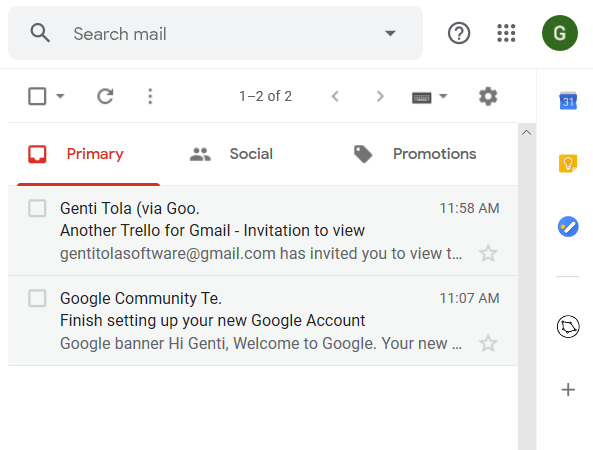 Search mail
G
1–2 of 2
31
Primary
Social
Promotions
Genti Tola (via Goo.
11:58 AM
Another Trello for Gmail - Invitation to view
gentitolasoftware@gmail.com has invited you to view t...
Google Community Te.
11:07 AM
Finish setting up your new Google Account
Google banner Hi Genti, Welcome to Google. Your new ...